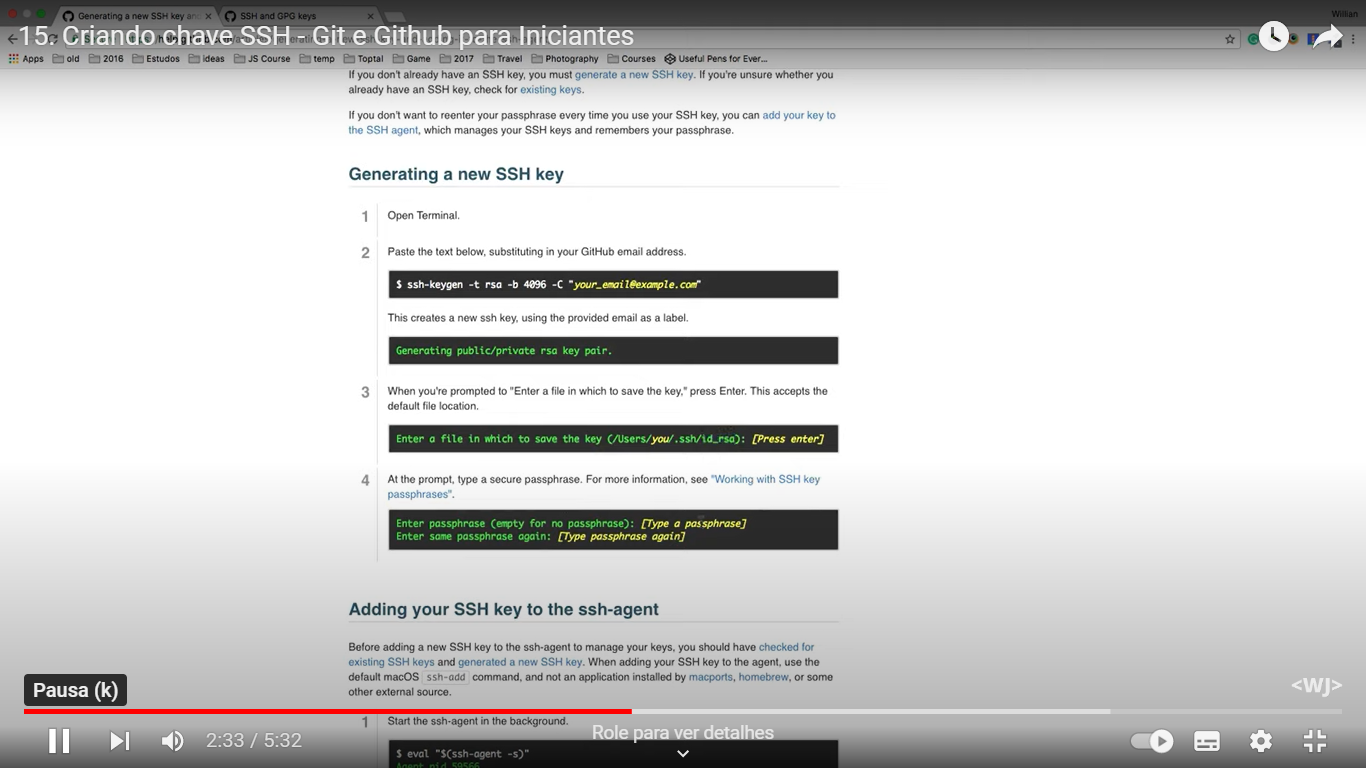 Generating a new SSH key and
SSH and GPG keys
Willian
15. Criando chave SSH - Git e Github para Iniciantes
Apps old 2016 Estudos ideas JS Course temp Toptal Game 2017 Travel Photography Courses Useful Pens for Ever...
If you don't already have an SSH key, you must generate a new SSH key. If you're unsure whether you
already have an SSH key, check for existing keys.
If you don't want to reenter your passphrase every time you use your SSH key, you can add your key to
the SSH agent, which manages your SSH keys and remembers your passphrase.
Generating a new SSH key
1 Open Terminal.
2 Paste the text below, substituting in your GitHub email address.
$ ssh-keygen -t rsa -b 4096 -C "your_email@example.com"
This creates a new ssh key, using the provided email as a label.
Generating public/private rsa key pair.
3 When you're prompted to "Enter a file in which to save the key," press Enter. This accepts the
default file location.
Enter a file in which to save the key (/Users/you/.ssh/id_rsa): [Press enter]
4 At the prompt, type a secure passphrase. For more information, see "Working with SSH key
passphrases".
Enter passphrase (empty for no passphrase): [Type a passphrase]
Enter same passphrase again: [Type passphrase again]
Adding your SSH key to the ssh-agent
Before adding a new SSH key to the ssh-agent to manage your keys, you should have checked for
existing SSH keys and generated a new SSH key. When adding your SSH key to the agent, use the
default macOS ssh-add command, and not an application installed by macports, homebrew, or some
other external source.
Pausa (k)
<WJ>
1 Start the ssh-agent in the background.
Role para ver detalhes
2:33 / 5:32
$ eval "$(ssh-agent -s)"
Agent pid 59566